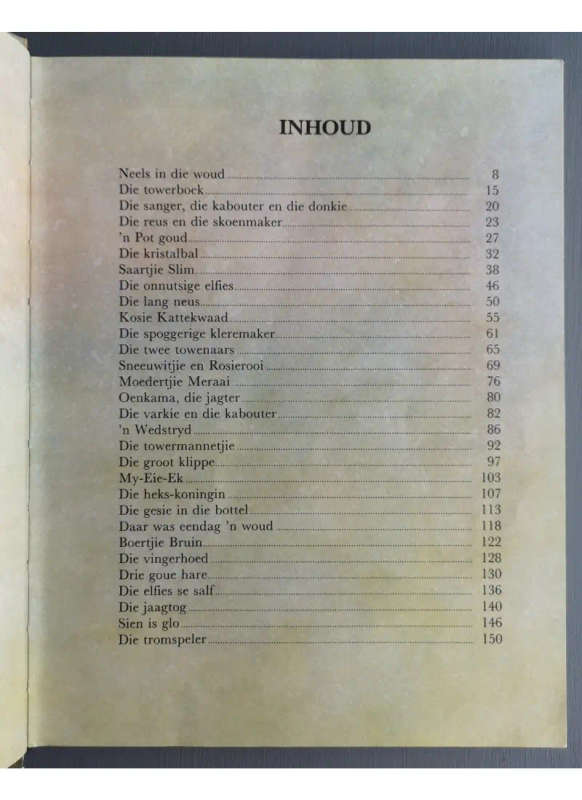 INHOUD
Neels in die woud 8
Die towerboek 15
Die sanger, die kabouter en die donkie 20
Die reus en die skoenmaker 23
'n Pot goud 27
Die kristalbal 32
Saartjie Slim 38
Die onnutsige elfies 46
Die lang neus 50
Kosie Kattekwaad 55
Die spoggerige kleremaker 61
Die twee towenaars 65
Sneeuwitjie en Rosierooi 69
Moedertjie Meraai 76
Oenkama, die jagter 80
Die varkie en die kabouter 82
'n Wedstryd 86
Die towermannetjie 92
Die groot klippe 97
My-Eie-Ek 103
Die heks-koningin 107
Die gesie in die bottel 113
Daar was eendag 'n woud 118
Boertjie Bruin 122
Die vingerhoed 128
Drie goue hare 130
Die elfies se salf 136
Die jaagtog 140
Sien is glo 146
Die tromspeler 150